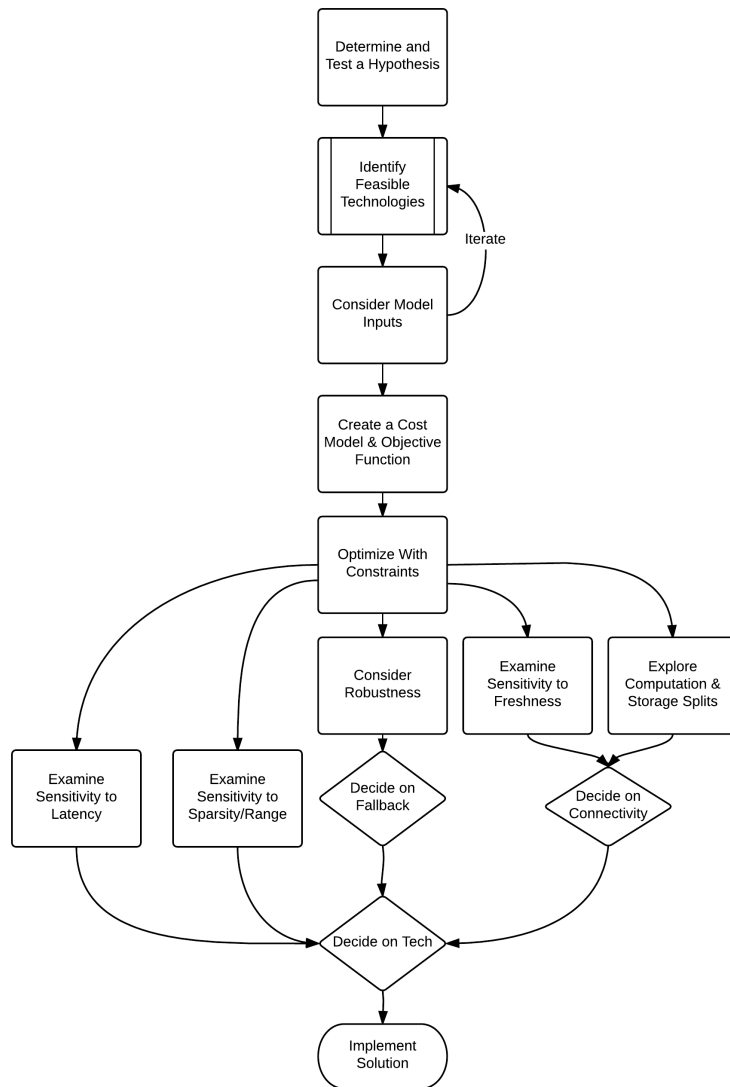 Determine and
Test a Hypothesis
Identify
Feasible
Technologies
Iterate
Consider Model
Inputs
Create a Cost
Model & Objective
Function
Optimize With
Constraints
Consider
Robustness
Examine
Sensitivity to
Freshness
Explore
Computation &
Storage Splits
Examine
Sensitivity to
Latency
Examine
Sensitivity to
Sparsity/Range
Decide on
Fallback
Decide on
Connectivity
Decide on Tech
Implement
Solution